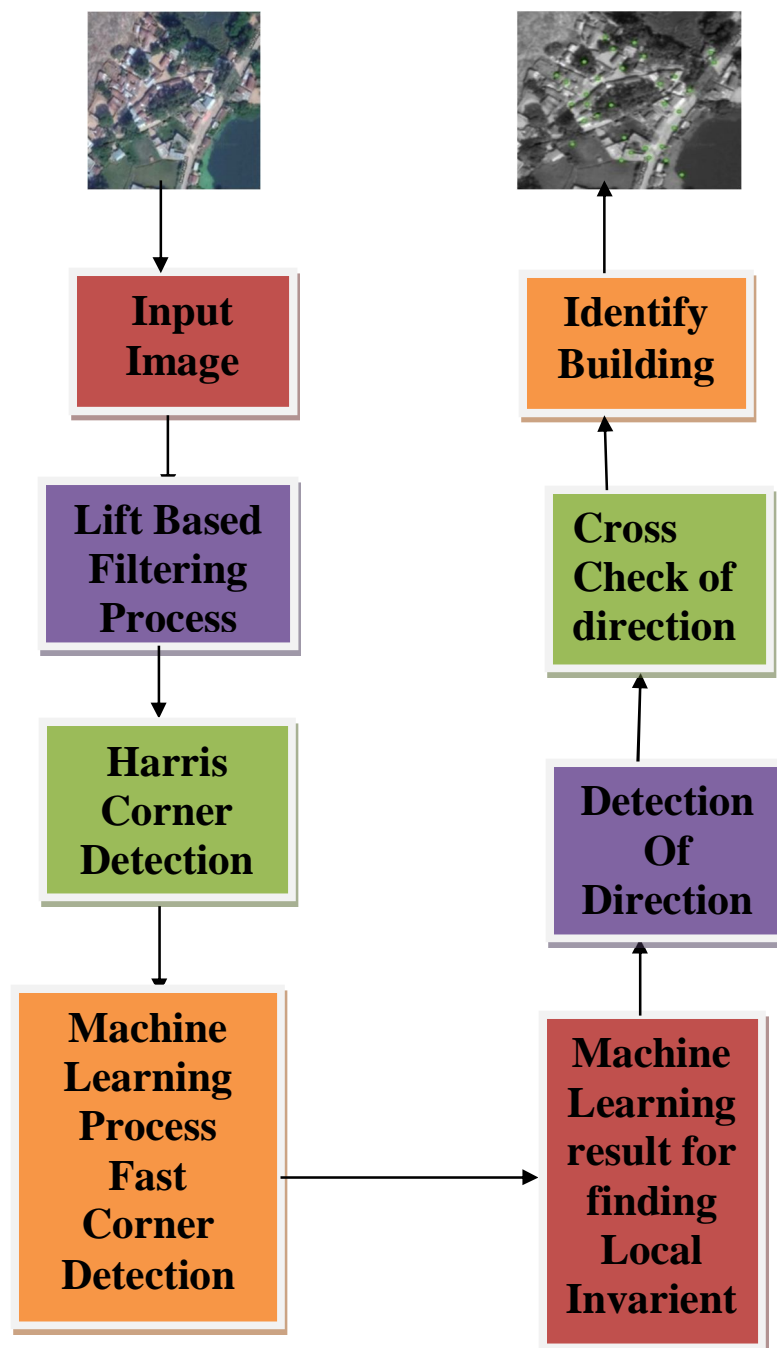 Input
Image
Lift Based
Filtering
Process
Harris
Corner
Detection
Machine
Learning
Process
Fast
Corner
Detection
Machine
Learning
result for
finding
Local
Invarient
Detection
Of
Direction
Cross
Check of
direction
Identify
Building